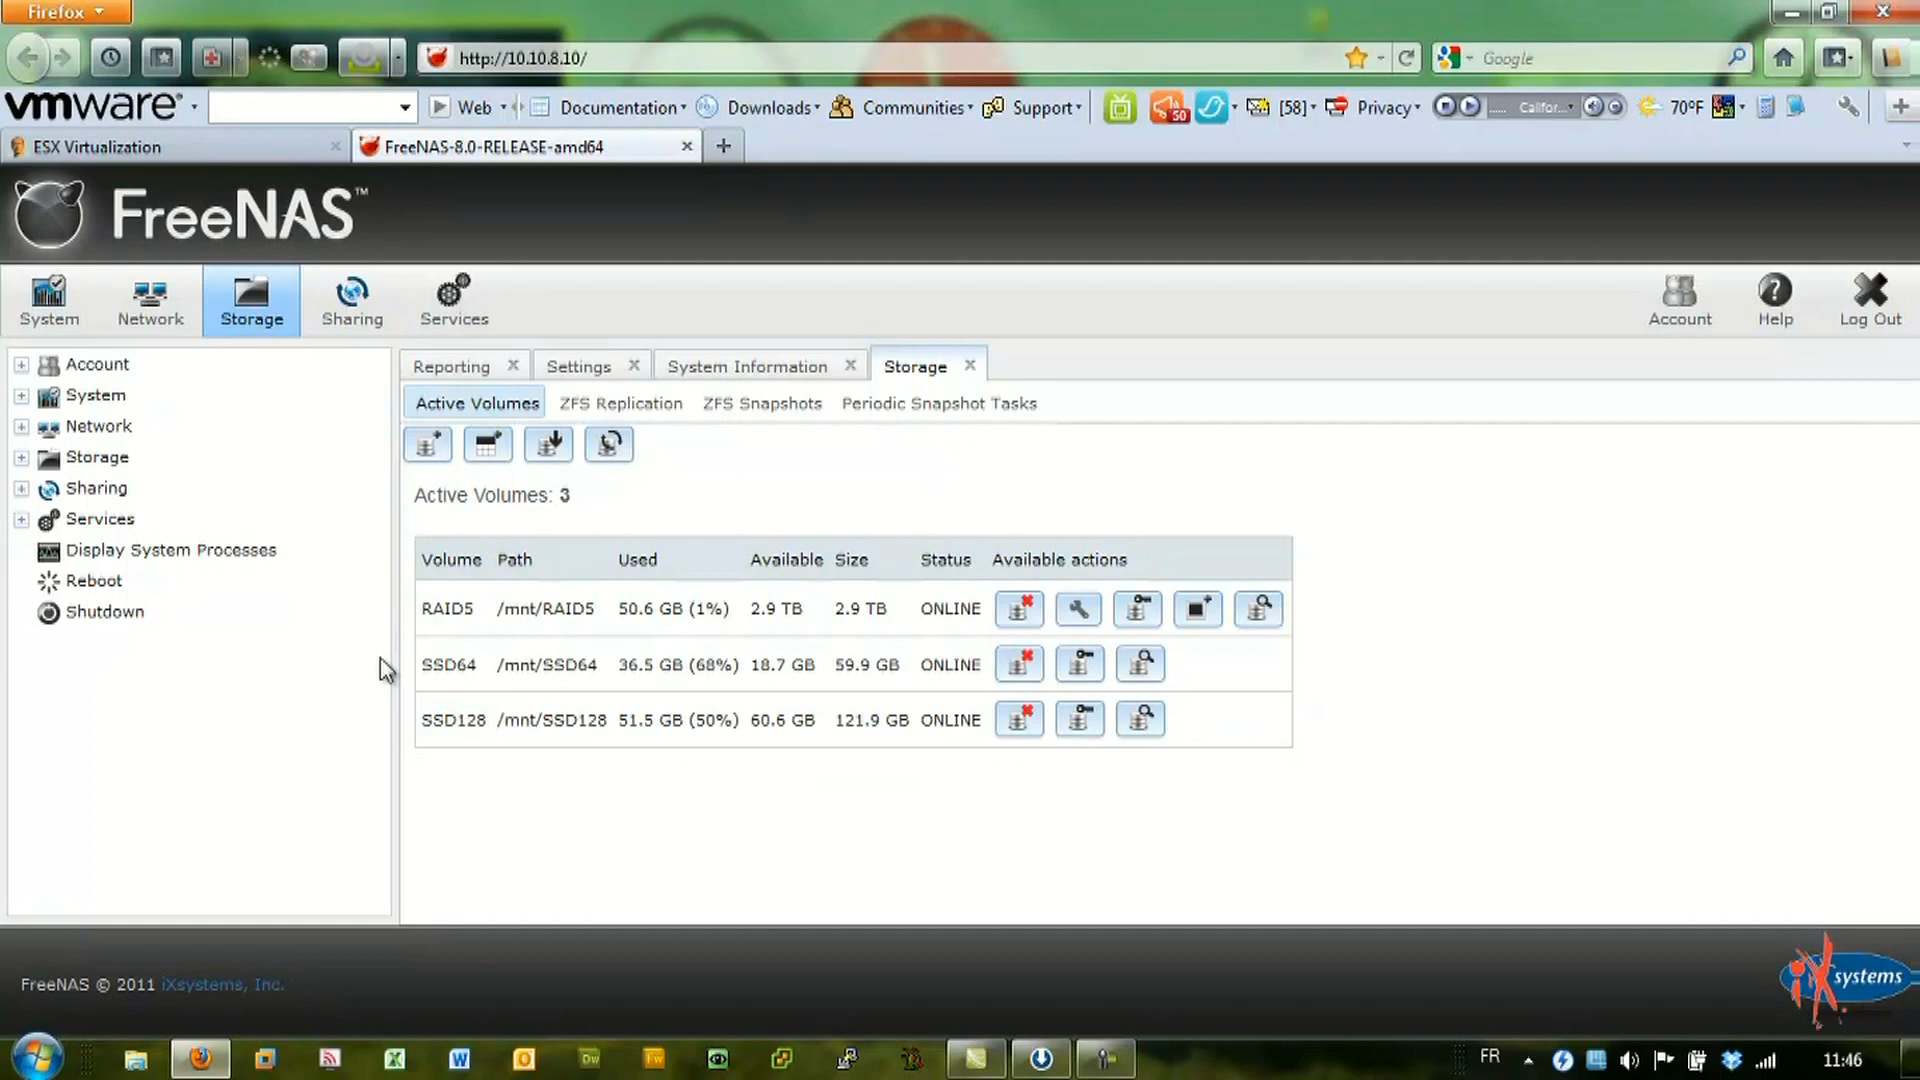 Firefox
http://10.10.8.10/
Google
vmware
Web
Documentation
Downloads
Communities
50
Support
[58]
Privacy
Califor...
70°F
ESX Virtualization
FreeNAS-8.0-RELEASE-amd64
FreeNAS™
System
Network
Storage
Sharing
Services
Account
Help
Log Out
Account
System
Network
Storage
Sharing
Services
Display System Processes
Reboot
Shutdown
Reporting
Settings
System Information
Storage
Active Volumes
ZFS Replication
ZFS Snapshots
Periodic Snapshot Tasks
Active Volumes: 3
Volume Path Used Available Size Status Available actions
RAID5 /mnt/RAID5 50.6 GB (1%) 2.9 TB 2.9 TB ONLINE
SSD64 /mnt/SSD64 36.5 GB (68%) 18.7 GB 59.9 GB ONLINE
SSD128 /mnt/SSD128 51.5 GB (50%) 60.6 GB 121.9 GB ONLINE
FreeNAS © 2011 iXsystems, Inc.
iXsystems
Dw
Fw
FR
11:46